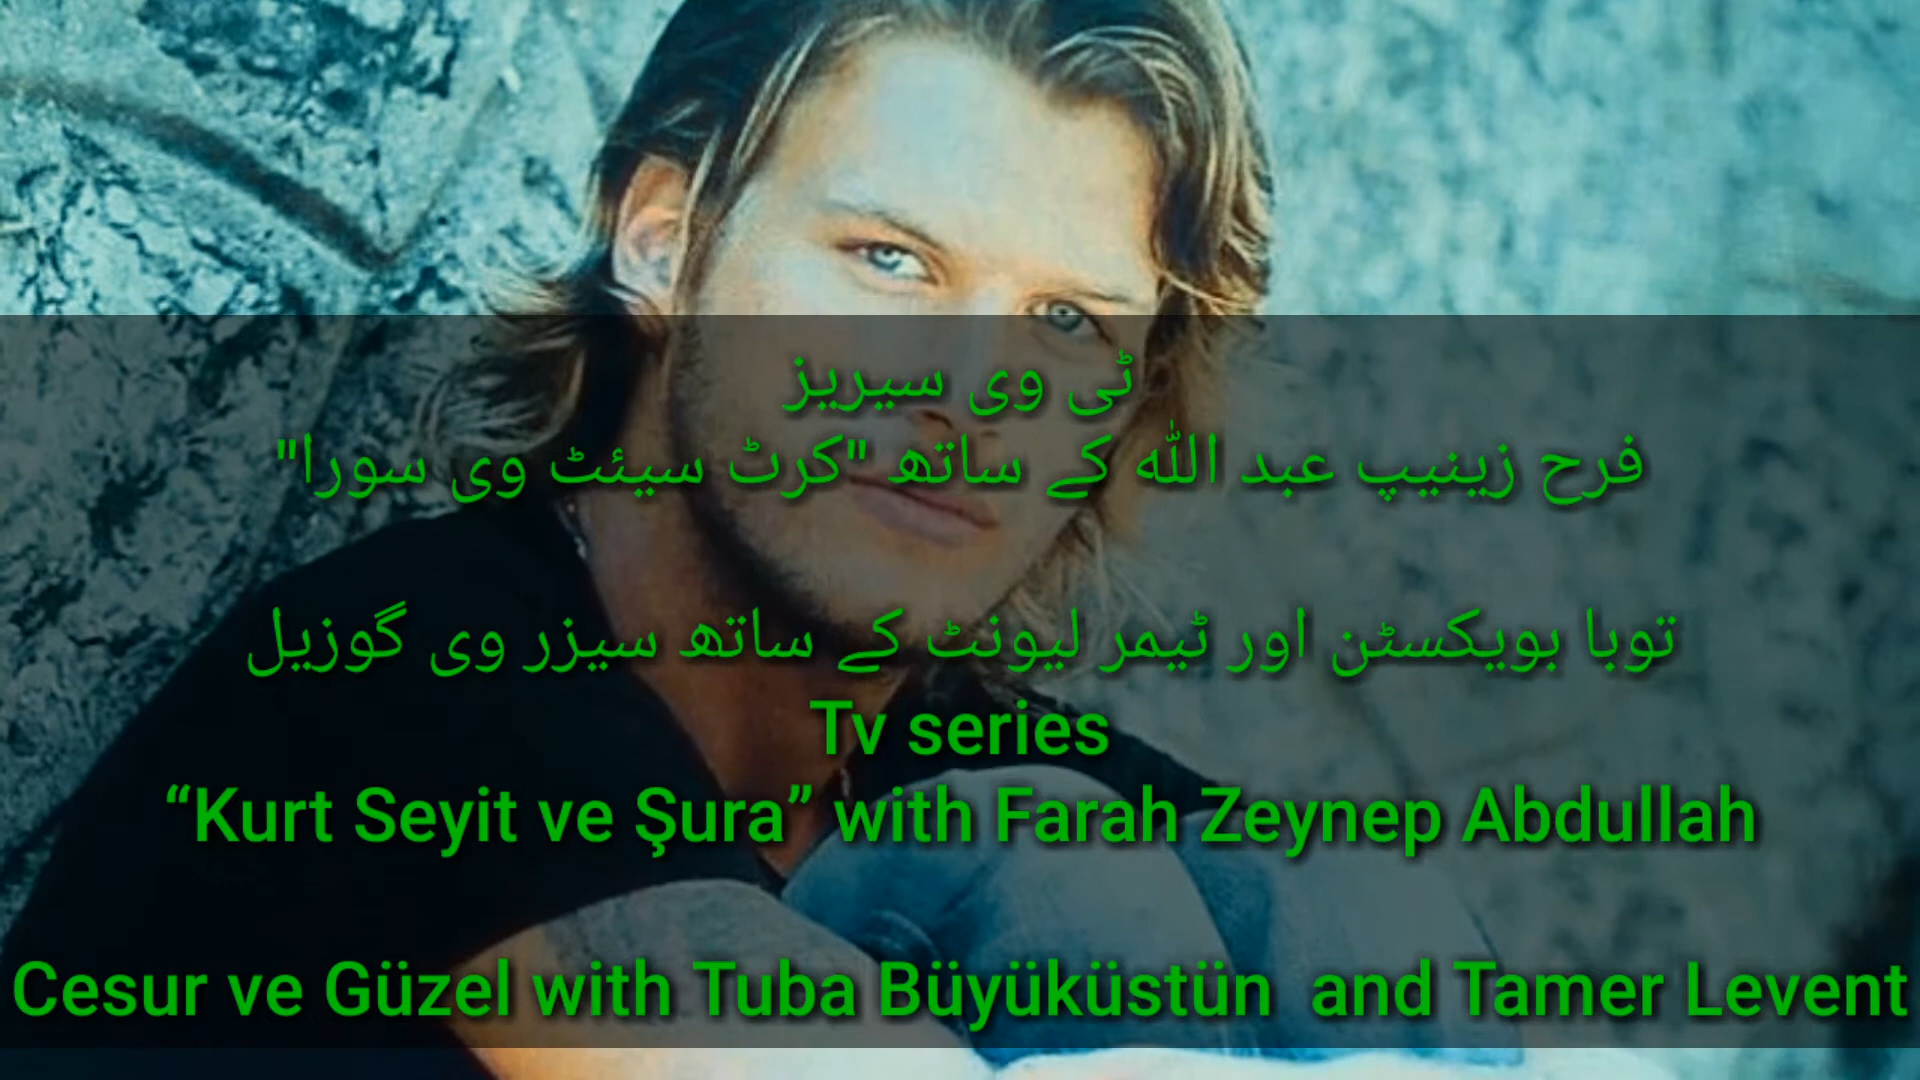 ٹی وی سیریز
فرح زینیپ عبد اللہ کے ساتھ "کرٹ سیئٹ وی سورا"
توبا بویکسٹن اور ٹیمر لیونٹ کے ساتھ سیزر وی گوزیل
Tv series
“Kurt Seyit ve Şura” with Farah Zeynep Abdullah
Cesur ve Güzel with Tuba Büyüküstün and Tamer Levent